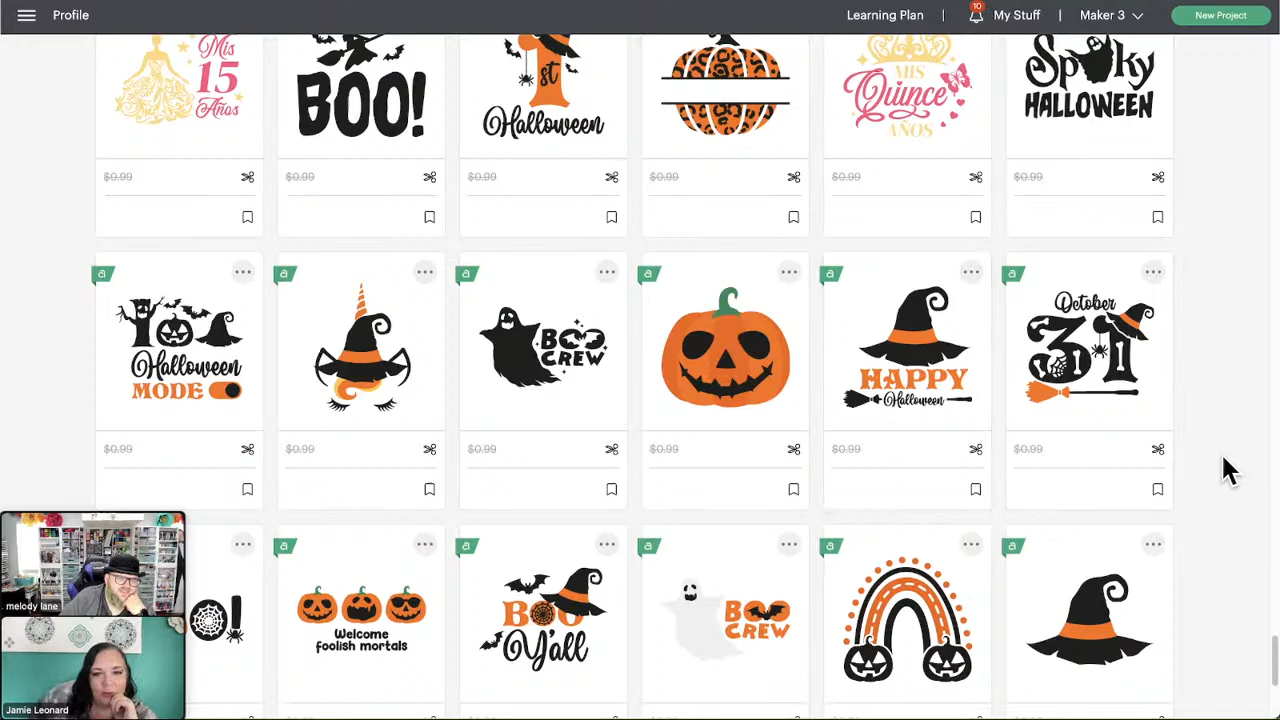 Profile
Learning Plan
10
My Stuff
Maker 3
New Project
Mis
15
Años
BOO!
1st
Halloween
MIS
Quince
AÑOS
Spooky
HALLOWEEN
$0.99
$0.99
$0.99
$0.99
$0.99
$0.99
a
a
a
a
a
a
Halloween
MODE
BOO
CREW
HAPPY
Halloween
October
31
$0.99
$0.99
$0.99
$0.99
$0.99
$0.99
a
a
a
a
a
O!
Welcome
foolish mortals
BOO
Y'all
BOO
CREW
melody lane
Jamie Leonard